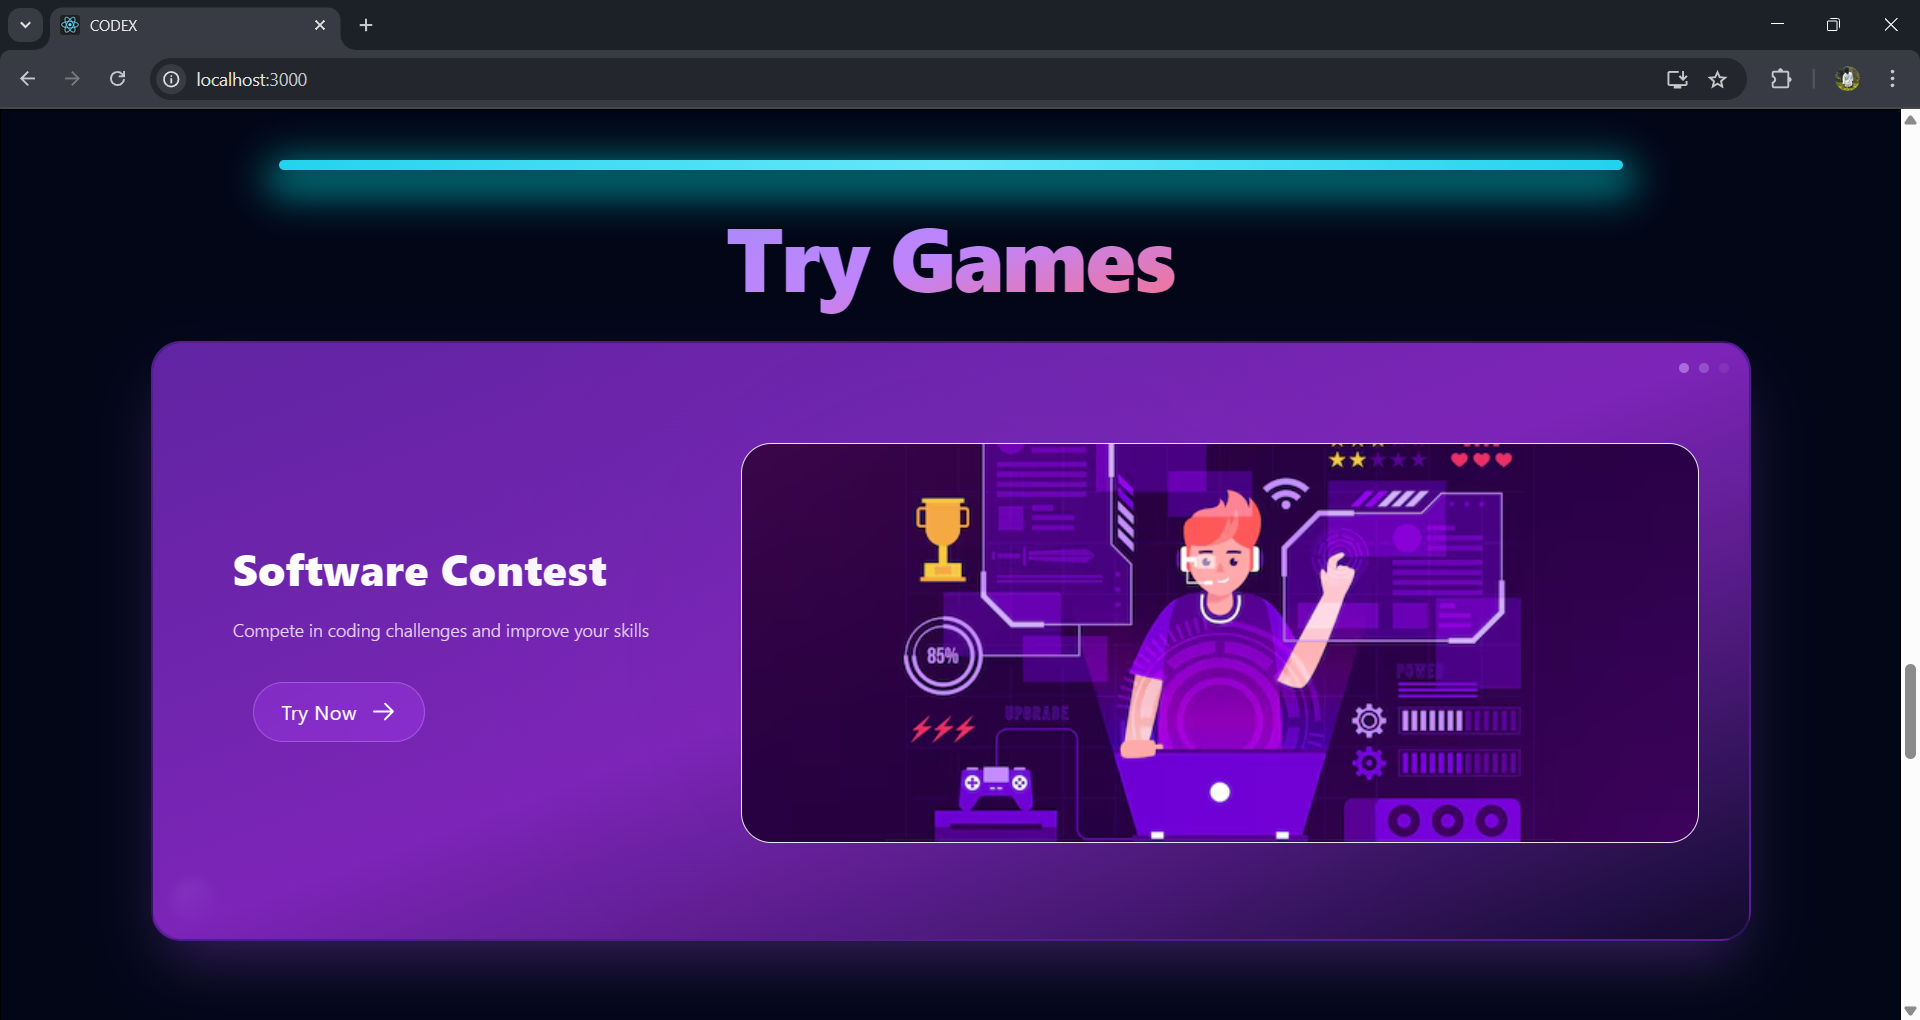 CODEX
localhost:3000
Try Games
Software Contest
Compete in coding challenges and improve your skills
Try Now
85%
UPGRADE
POWER